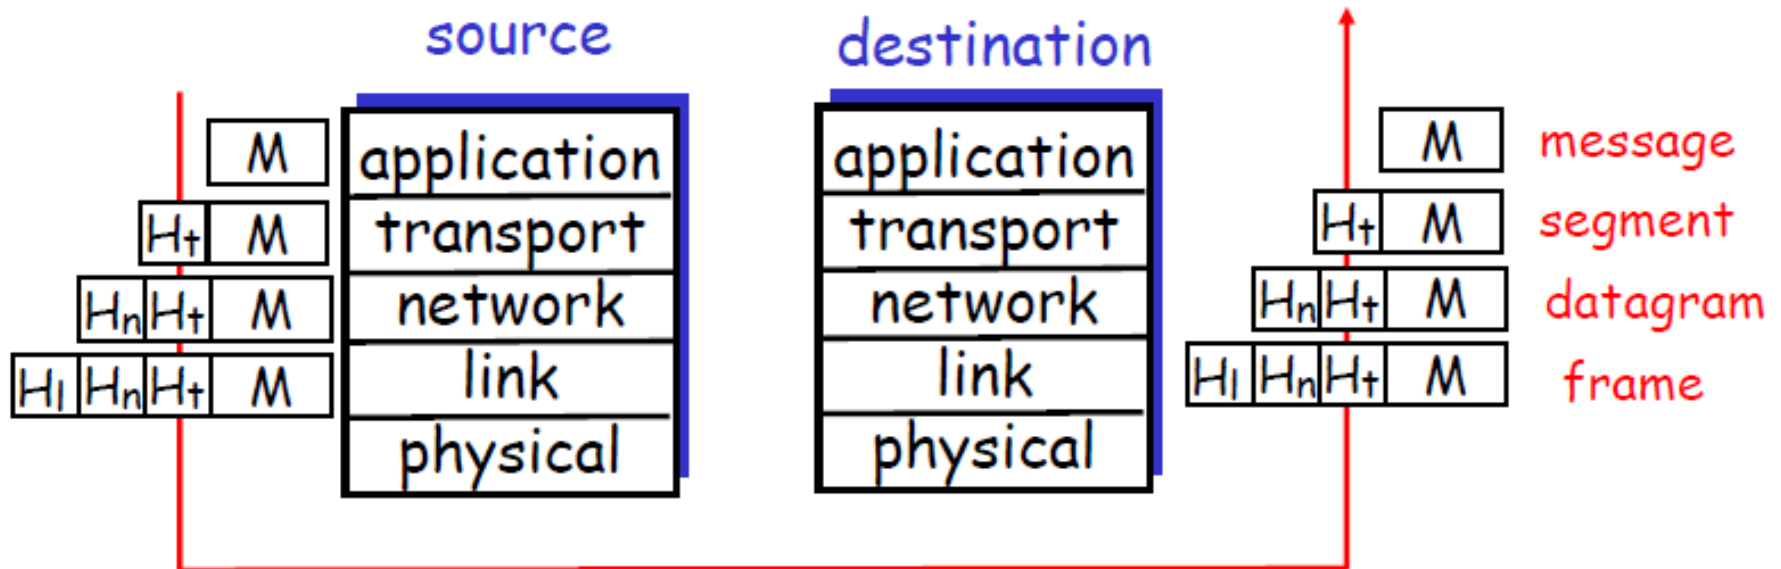 source destination
M application application M message
Ht M transport transport Ht M segment
Hn Ht M network network Hn Ht M datagram
Hl Hn Ht M link link Hl Hn Ht M frame
physical physical